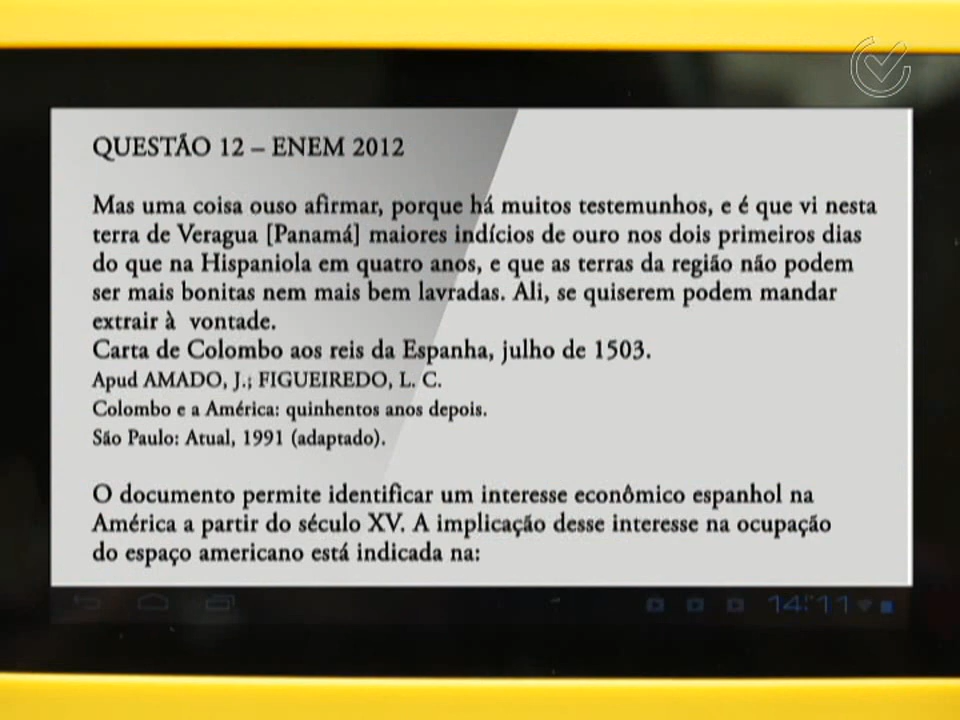 QUESTÃO 12 – ENEM 2012
Mas uma coisa ouso afirmar, porque há muitos testemunhos, e é que vi nesta
terra de Veragua [Panamá] maiores indícios de ouro nos dois primeiros dias
do que na Hispaniola em quatro anos, e que as terras da região não podem
ser mais bonitas nem mais bem lavradas. Ali, se quiserem podem mandar
extrair à vontade.
Carta de Colombo aos reis da Espanha, julho de 1503.
Apud AMADO, J.; FIGUEIREDO, L. C.
Colombo e a América: quinhentos anos depois.
São Paulo: Atual, 1991 (adaptado).
O documento permite identificar um interesse econômico espanhol na
América a partir do século XV. A implicação desse interesse na ocupação
do espaço americano está indicada na:
14:11